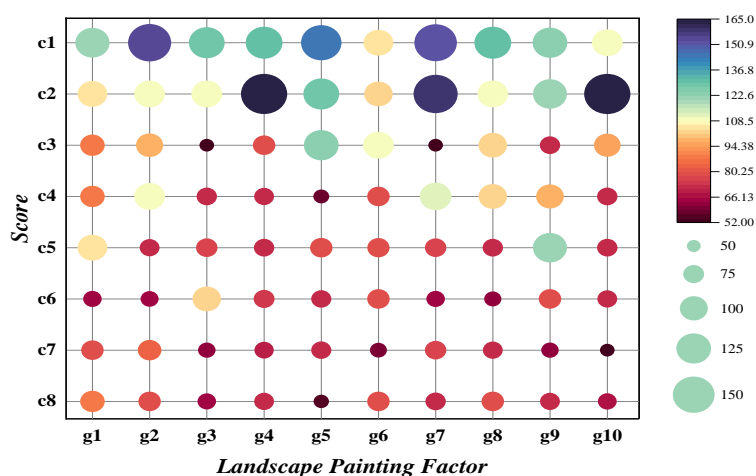 c1
c2
c3
c4
c5
c6
c7
c8
Score
g1 g2 g3 g4 g5 g6 g7 g8 g9 g10
Landscape Painting Factor
165.0
150.9
136.8
122.6
108.5
94.38
80.25
66.13
52.00
50
75
100
125
150